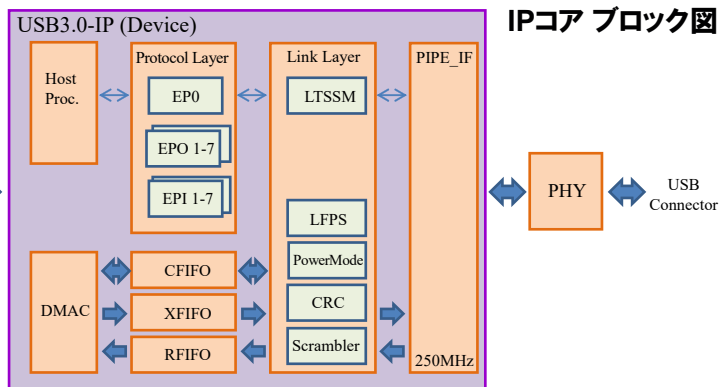 IPコア ブロック図
USB3.0-IP (Device)
Host
Proc.
Protocol Layer
EP0
EPO 1-7
EPI 1-7
Link Layer
LTSSM
LFPS
PowerMode
CRC
Scrambler
PIPE_IF
250MHz
DMAC
CFIFO
XFIFO
RFIFO
PHY
USB
Connector